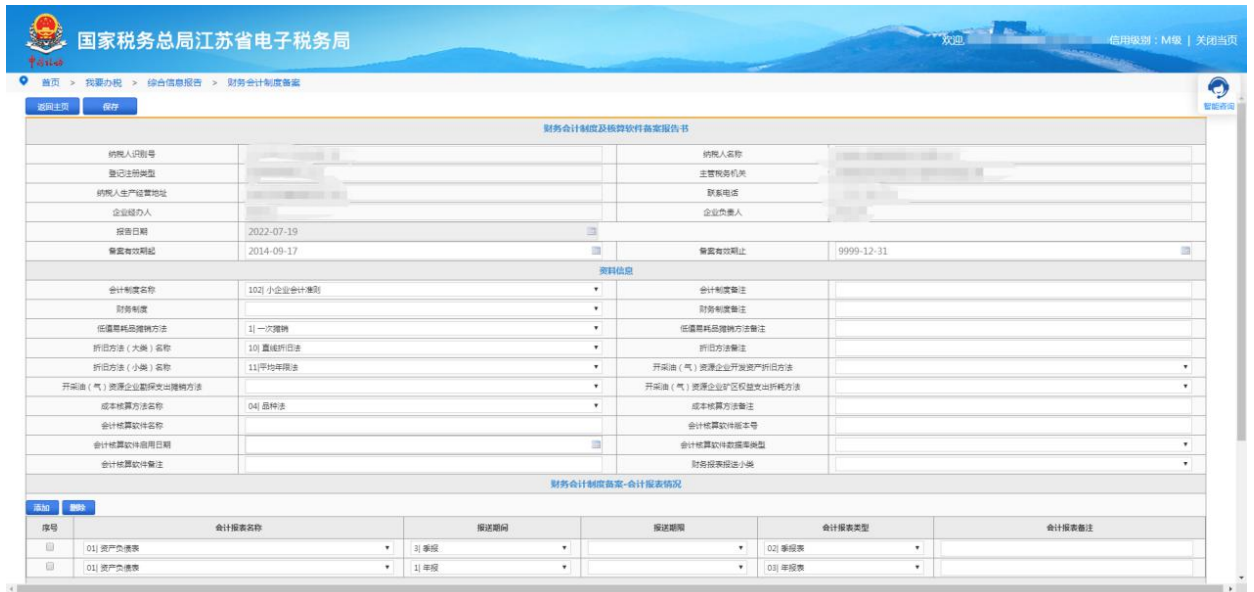 国家税务总局江苏省电子税务局
欢迎
信用级别：M级 | 关闭当页
首页 > 我要办税 > 综合信息报告 > 财务会计制度备案
智能咨询
返回主页 保存
财务会计制度及核算软件备案报告书
纳税人识别号 纳税人名称
登记注册类型 主管税务机关
纳税人生产经营地址 联系电话
企业经办人 企业负责人
报告日期 2022-07-19
备案有效期起 2014-09-17 备案有效期止 9999-12-31
资料信息
会计制度名称 102| 小企业会计准则 会计制度备注
财务制度 财务制度备注
低值易耗品摊销方法 1| 一次摊销 低值易耗品摊销方法备注
折旧方法（大类）名称 10| 直线折旧法 折旧方法备注
折旧方法（小类）名称 11|平均年限法 开采油（气）资源企业开发资产折旧方法
开采油（气）资源企业勘探支出摊销方法 开采油（气）资源企业矿区权益支出折耗方法
成本核算方法名称 04| 品种法 成本核算方法备注
会计核算软件名称 会计核算软件版本号
会计核算软件启用日期 会计核算软件数据库类型
会计核算软件备注 财务报表报送小类
财务会计制度备案-会计报表情况
添加 删除
序号 会计报表名称 报送期间 报送期限 会计报表类型 会计报表备注
01| 资产负债表 3| 季报 02| 季报表
01| 资产负债表 1| 年报 03| 年报表